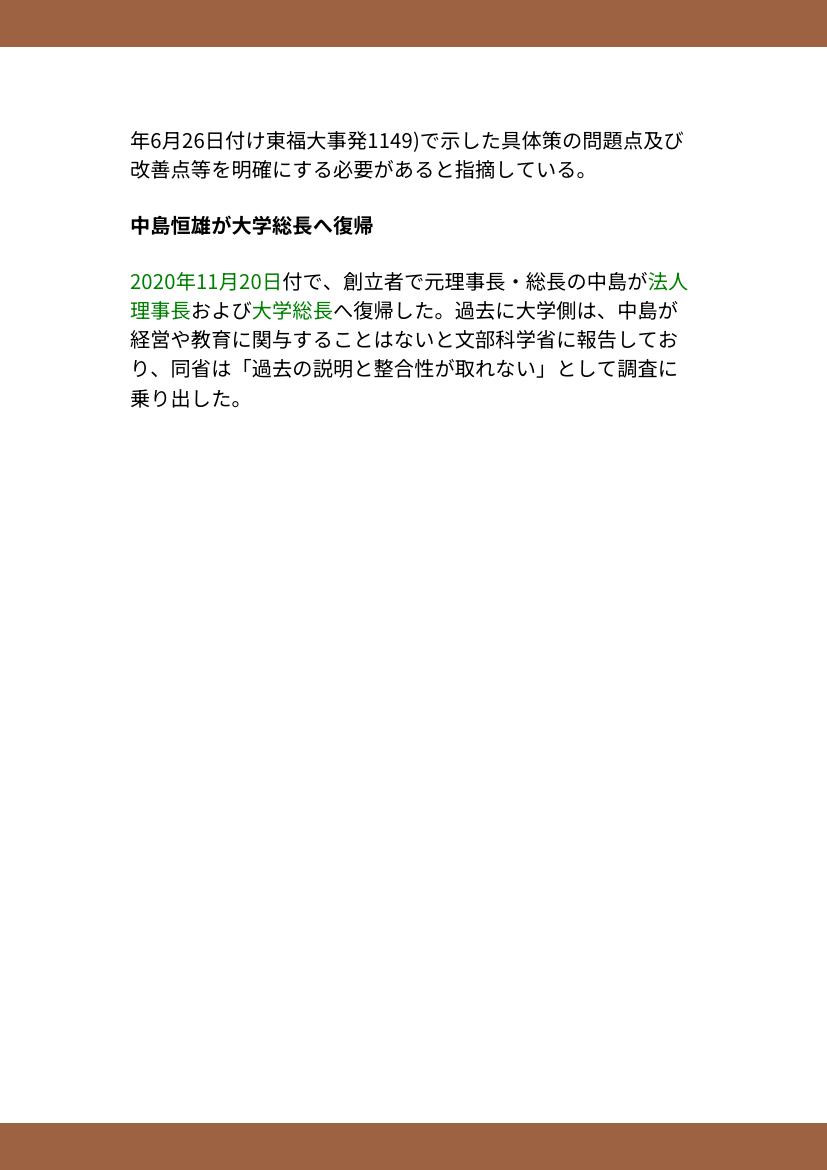 年6月26日付け東福大事発1149)で示した具体策の問題点及び
改善点等を明確にする必要があると指摘している。
中島恒雄が大学総長へ復帰
2020年11月20日付で、創立者で元理事長・総長の中島が法人
理事長および大学総長へ復帰した。過去に大学側は、中島が
経営や教育に関与することはないと文部科学省に報告してお
り、同省は「過去の説明と整合性が取れない」として調査に
乗り出した。